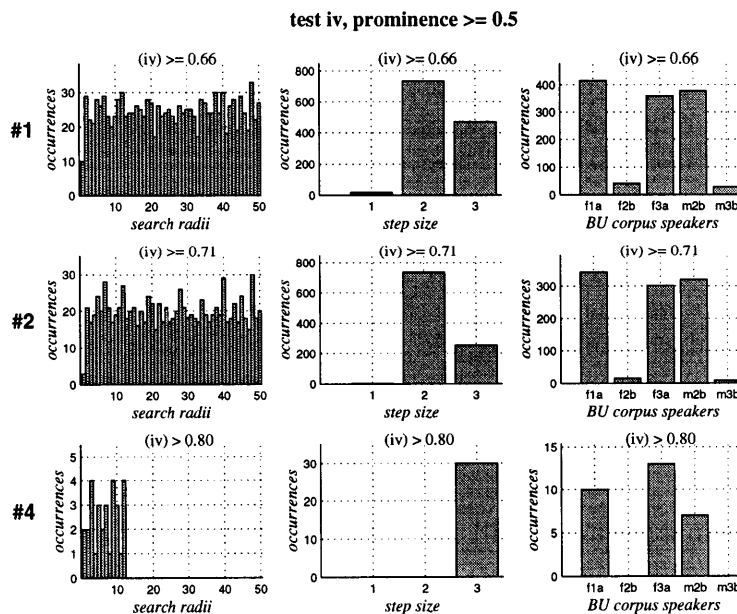 test iv, prominence >= 0.5
#1
(iv) >= 0.66
occurrences
30
20
10
0
10 20 30 40 50
search radii
(iv) >= 0.66
occurrences
800
600
400
200
0
1 2 3
step size
(iv) >= 0.66
occurrences
400
300
200
100
0
f1a f2b f3a m2b m3b
BU corpus speakers
#2
(iv) >= 0.71
occurrences
30
20
10
0
10 20 30 40 50
search radii
(iv) >= 0.71
occurrences
800
600
400
200
0
1 2 3
step size
(iv) >= 0.71
occurrences
300
200
100
0
f1a f2b f3a m2b m3b
BU corpus speakers
#4
(iv) > 0.80
occurrences
5
4
3
2
1
0
10 20 30 40 50
search radii
(iv) > 0.80
occurrences
30
20
10
0
1 2 3
step size
(iv) > 0.80
occurrences
15
10
5
0
f1a f2b f3a m2b m3b
BU corpus speakers